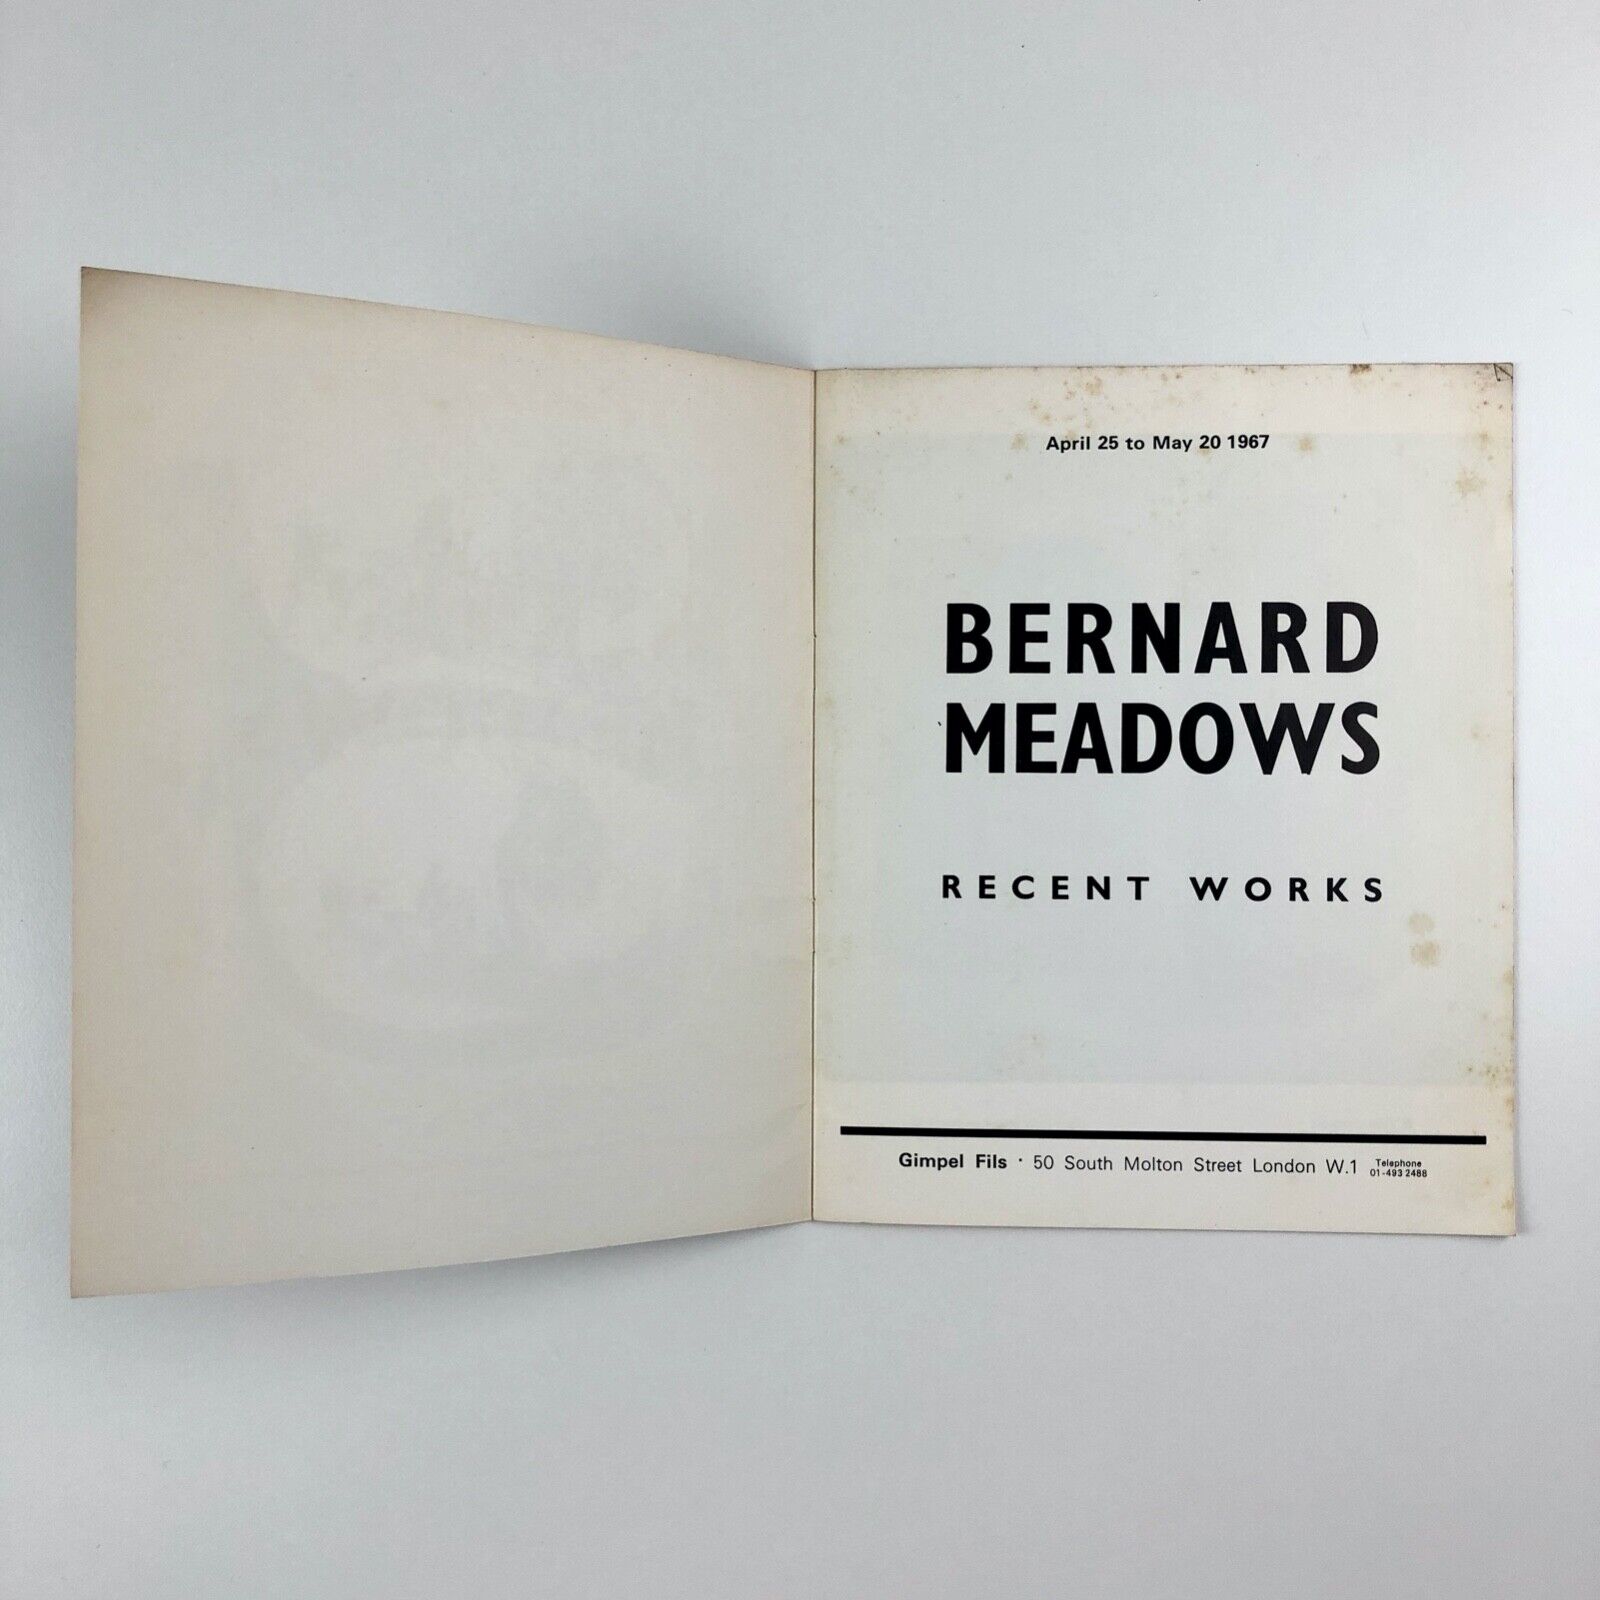 April 25 to May 20 1967
BERNARD
MEADOWS
RECENT WORKS
Gimpel Fils · 50 South Molton Street London W.1 Telephone
01-493 2488